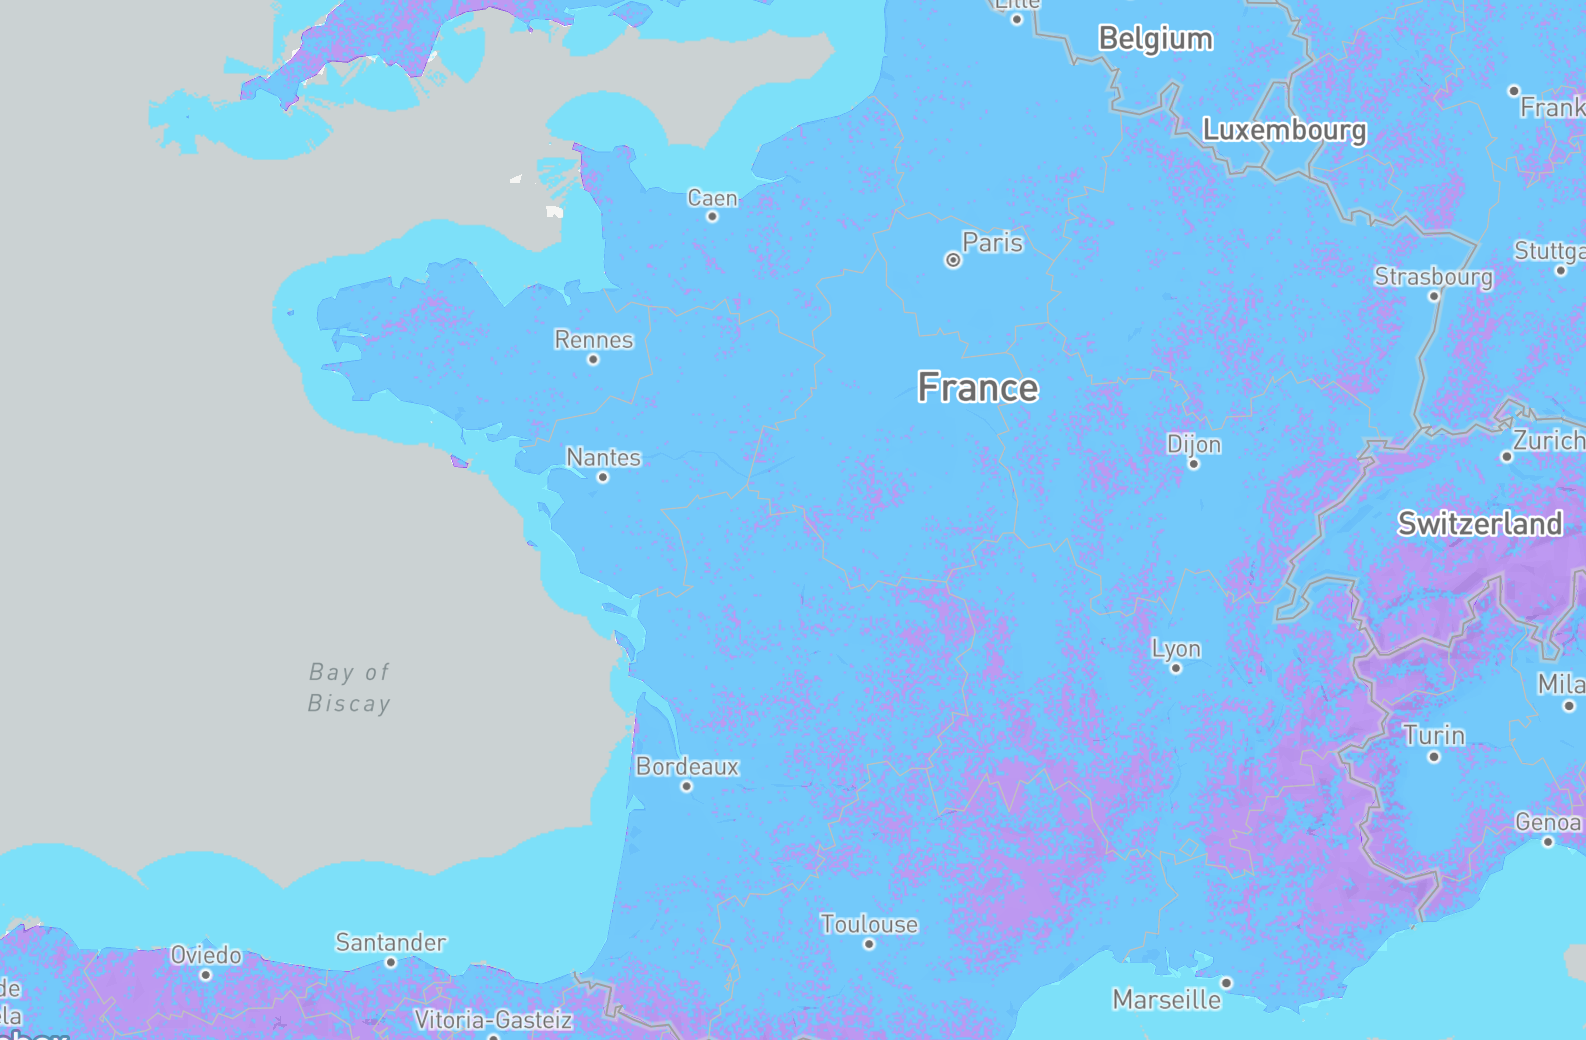 Lille
Belgium
Frank
Luxembourg
Caen
Paris
Stuttga
Strasbourg
Rennes
France
Dijon
Zurich
Nantes
Switzerland
Lyon
Bay of
Biscay
Mila
Turin
Bordeaux
Genoa
Toulouse
Santander
Oviedo
de
ela
Marseille
Vitoria-Gasteiz